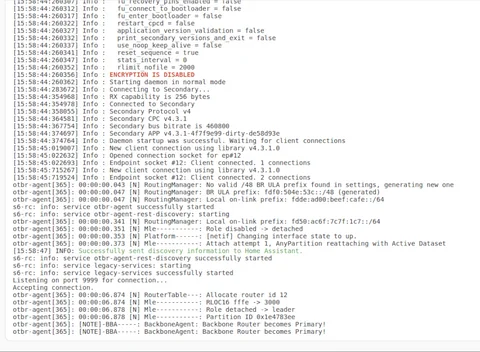 [15:58:44:260307] Info :   fu_recovery_pins_enabled = false
[15:58:44:260312] Info :   fu_connect_to_bootloader = false
[15:58:44:260317] Info :   fu_enter_bootloader = false
[15:58:44:260322] Info :   restart_cpcd = false
[15:58:44:260327] Info :   application_version_validation = false
[15:58:44:260332] Info :   print_secondary_versions_and_exit = false
[15:58:44:260337] Info :   use_noop_keep_alive = false
[15:58:44:260341] Info :   reset_sequence = true
[15:58:44:260347] Info :   stats_interval = 0
[15:58:44:260352] Info :   rlimit_nofile = 2000
[15:58:44:260356] Info : ENCRYPTION IS DISABLED
[15:58:44:260362] Info : Starting daemon in normal mode
[15:58:44:283672] Info : Connecting to Secondary...
[15:58:44:354968] Info : RX capability is 256 bytes
[15:58:44:354978] Info : Connected to Secondary
[15:58:44:358055] Info : Secondary Protocol v4
[15:58:44:364581] Info : Secondary CPC v4.3.1
[15:58:44:367754] Info : Secondary bus bitrate is 460800
[15:58:44:374697] Info : Secondary APP v4.3.1-4f7f9e99-dirty-de58d93e
[15:58:44:374764] Info : Daemon startup was successful. Waiting for client connections
[15:58:45:019007] Info : New client connection using library v4.3.1.0
[15:58:45:022632] Info : Opened connection socket for ep#12
[15:58:45:022693] Info : Endpoint socket #12: Client connected. 1 connections
[15:58:45:715267] Info : New client connection using library v4.3.1.0
[15:58:45:719524] Info : Endpoint socket #12: Client connected. 2 connections
otbr-agent[365]: 00:00:00.043 [N] RoutingManager: No valid /48 BR ULA prefix found in settings, generating new one
otbr-agent[365]: 00:00:00.047 [N] RoutingManager: BR ULA prefix: fdf0:504e:53c::/48 (generated)
otbr-agent[365]: 00:00:00.047 [N] RoutingManager: Local on-link prefix: fdde:ad00:beef:cafe::/64
s6-rc: info: service otbr-agent successfully started
s6-rc: info: service otbr-agent-rest-discovery: starting
otbr-agent[365]: 00:00:00.341 [N] RoutingManager: Local on-link prefix: fd50:ac6f:7c7f:1c7::/64
otbr-agent[365]: 00:00:00.351 [N] Mle-----------: Role disabled -> detached
otbr-agent[365]: 00:00:00.353 [N] Platform------: [netif] Changing interface state to up.
otbr-agent[365]: 00:00:00.373 [N] Mle-----------: Attach attempt 1, AnyPartition reattaching with Active Dataset
[15:58:47] INFO: Successfully sent discovery information to Home Assistant.
s6-rc: info: service otbr-agent-rest-discovery successfully started
s6-rc: info: service legacy-services: starting
s6-rc: info: service legacy-services successfully started
Listening on port 9999 for connection...
Accepting connection.
otbr-agent[365]: 00:00:06.874 [N] RouterTable---: Allocate router id 12
otbr-agent[365]: 00:00:06.874 [N] Mle-----------: RLOC16 fffe -> 3000
otbr-agent[365]: 00:00:06.878 [N] Mle-----------: Role detached -> leader
otbr-agent[365]: 00:00:06.878 [N] Mle-----------: Partition ID 0x1e4783ee
otbr-agent[365]: [NOTE]-BBA-----: BackboneAgent: Backbone Router becomes Primary!
otbr-agent[365]: [NOTE]-BBA-----: BackboneAgent: Backbone Router becomes Primary!